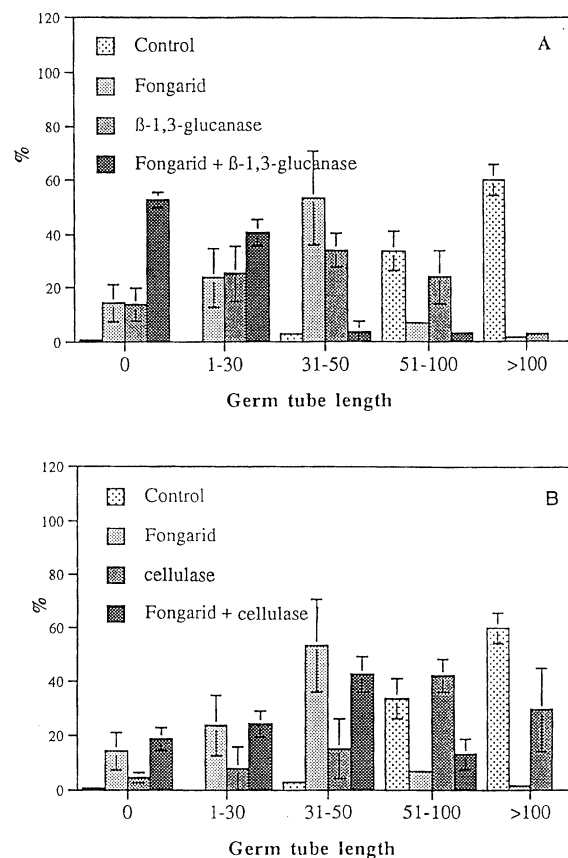 120
100
80
60
40
20
0
%
A
Control
Fongarid
ß-1,3-glucanase
Fongarid + ß-1,3-glucanase
0 1-30 31-50 51-100 >100
Germ tube length
120
100
80
60
40
20
0
%
B
Control
Fongarid
cellulase
Fongarid + cellulase
0 1-30 31-50 51-100 >100
Germ tube length